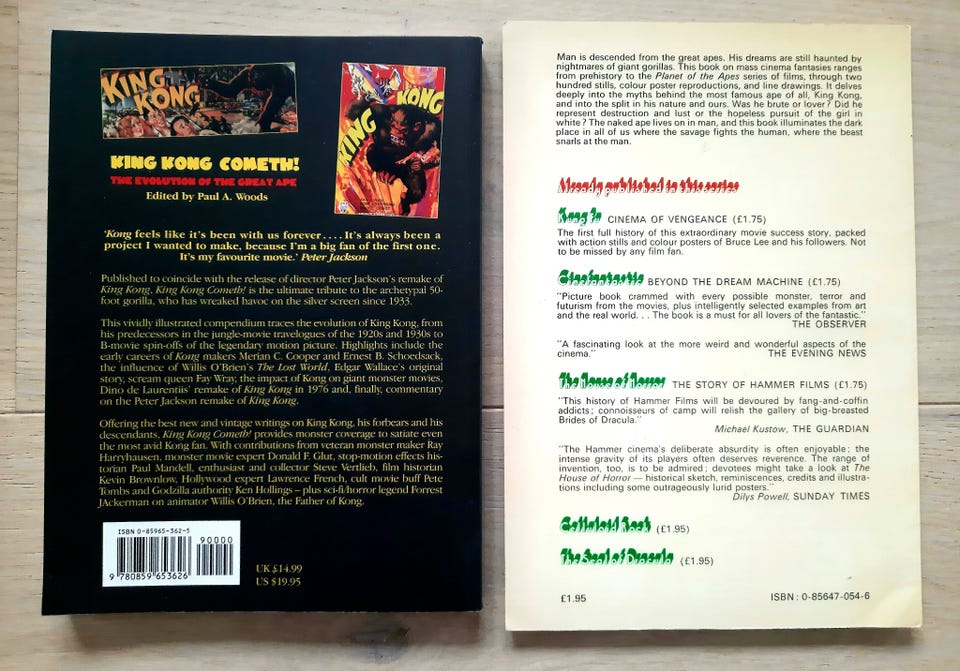 KING KONG
KING KONG
KING KONG COMETH!
THE EVOLUTION OF THE GREAT APE
Edited by Paul A. Woods
'Kong feels like it's been with us forever . . . . It's always been a
project I wanted to make, because I'm a big fan of the first one.
It's my favourite movie.' Peter Jackson
Published to coincide with the release of director Peter Jackson's remake of
King Kong, King Kong Cometh! is the ultimate tribute to the archetypal 50-
foot gorilla, who has wreaked havoc on the silver screen since 1933.
This vividly illustrated compendium traces the evolution of King Kong, from
his predecessors in the jungle-movie travelogues of the 1920s and 1930s to
B-movie spin-offs of the legendary motion picture. Highlights include the
early careers of Kong makers Merian C. Cooper and Ernest B. Schoedsack,
the influence of Willis O'Brien's The Lost World, Edgar Wallace's original
story, scream queen Fay Wray, the impact of Kong on giant monster movies,
Dino de Laurentiis' remake of King Kong in 1976 and, finally, commentary
on the Peter Jackson remake of King Kong.
Offering the best new and vintage writings on King Kong, his forbears and his
descendants, King Kong Cometh! provides monster coverage to satiate even
the most avid Kong fan. With contributions from veteran monster maker Ray
Harryhausen, monster movie expert Donald F. Glut, stop-motion effects his-
torian Paul Mandell, enthusiast and collector Steve Vertlieb, film historian
Kevin Brownlow, Hollywood expert Lawrence French, cult movie buff Pete
Tombs and Godzilla authority Ken Hollings – plus sci-fi/horror legend Forrest
JAckerman on animator Willis O'Brien, the Father of Kong.
ISBN 0-85965-362-5
90000
9 780859 653626
UK £14.99
US $19.95
Man is descended from the great apes. His dreams are still haunted by
nightmares of giant gorillas. This book on mass cinema fantasies ranges
from prehistory to the Planet of the Apes series of films, through two
hundred stills, colour poster reproductions, and line drawings. It delves
deeply into the myths behind the most famous ape of all, King Kong,
and into the split in his nature and ours. Was he brute or lover? Did he
represent destruction and lust or the hopeless pursuit of the girl in
white? The naked ape lives on in man, and this book illuminates the dark
place in all of us where the savage fights the human, where the beast
snarls at the man.
Already published in this series
Kung Fu CINEMA OF VENGEANCE (£1.75)
The first full history of this extraordinary movie success story, packed
with action stills and colour posters of Bruce Lee and his followers. Not
to be missed by any film fan.
Cinefantastic BEYOND THE DREAM MACHINE (£1.75)
"Picture book crammed with every possible monster, terror and
futurism from the movies, plus intelligently selected examples from art
and the real world. . . The book is a must for all lovers of the fantastic."
THE OBSERVER
"A fascinating look at the more weird and wonderful aspects of the
cinema." THE EVENING NEWS
The House of Horror THE STORY OF HAMMER FILMS (£1.75)
"This history of Hammer Films will be devoured by fang-and-coffin
addicts; connoisseurs of camp will relish the gallery of big-breasted
Brides of Dracula."
Michael Kustow, THE GUARDIAN
"The Hammer cinema's deliberate absurdity is often enjoyable; the
intense gravity of its players often deserves reverence. The range of
invention, too, is to be admired; devotees might take a look at The
House of Horror — historical sketch, reminiscences, credits and illustra-
tions including some outrageously lurid posters."
Dilys Powell, SUNDAY TIMES
Celluloid Rock (£1.95)
The Seal of Dracula (£1.95)
£1.95
ISBN: 0-85647-054-6